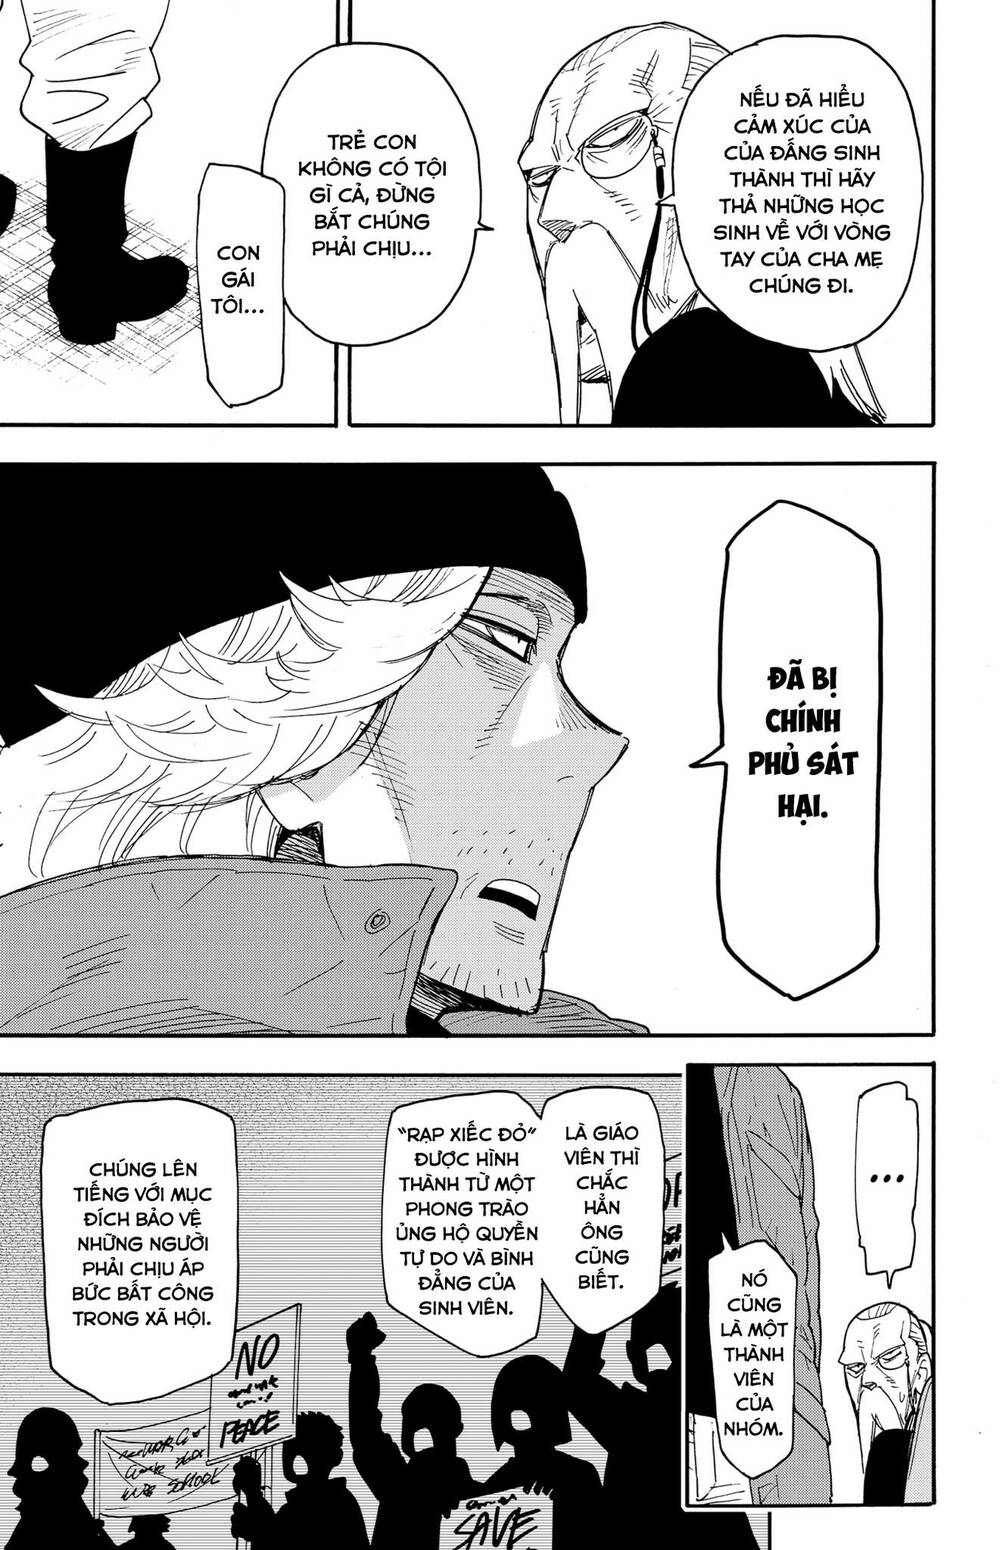 NẾU ĐÃ HIỂU
CẢM XÚC CỦA
CỦA ĐẤNG SINH
THÀNH THÌ HÃY
THẢ NHỮNG HỌC
SINH VỀ VỚI VÒNG
TAY CỦA CHA MẸ
CHÚNG ĐI.
TRẺ CON
KHÔNG CÓ TỘI
GÌ CẢ, ĐỪNG
BẮT CHÚNG
PHẢI CHỊU...
CON
GÁI
TÔI...
ĐÃ BỊ
CHÍNH
PHỦ SÁT
HẠI.
...
NÓ
CŨNG
LÀ MỘT
THÀNH
VIÊN
CỦA
NHÓM.
LÀ GIÁO
VIÊN THÌ
CHẮC
HẲN
ÔNG
CŨNG
BIẾT.
“RẠP XIẾC ĐỎ“
ĐƯỢC HÌNH
THÀNH TỪ MỘT
PHONG TRÀO
ỦNG HỘ QUYỀN
TỰ DO VÀ BÌNH
ĐẲNG CỦA
SINH VIÊN.
CHÚNG LÊN
TIẾNG VỚI MỤC
ĐÍCH BẢO VỆ
NHỮNG NGƯỜI
PHẢI CHỊU ÁP
BỨC BẤT CÔNG
TRONG XÃ HỘI.
NO
PEACE
SCHOOL
SAVE